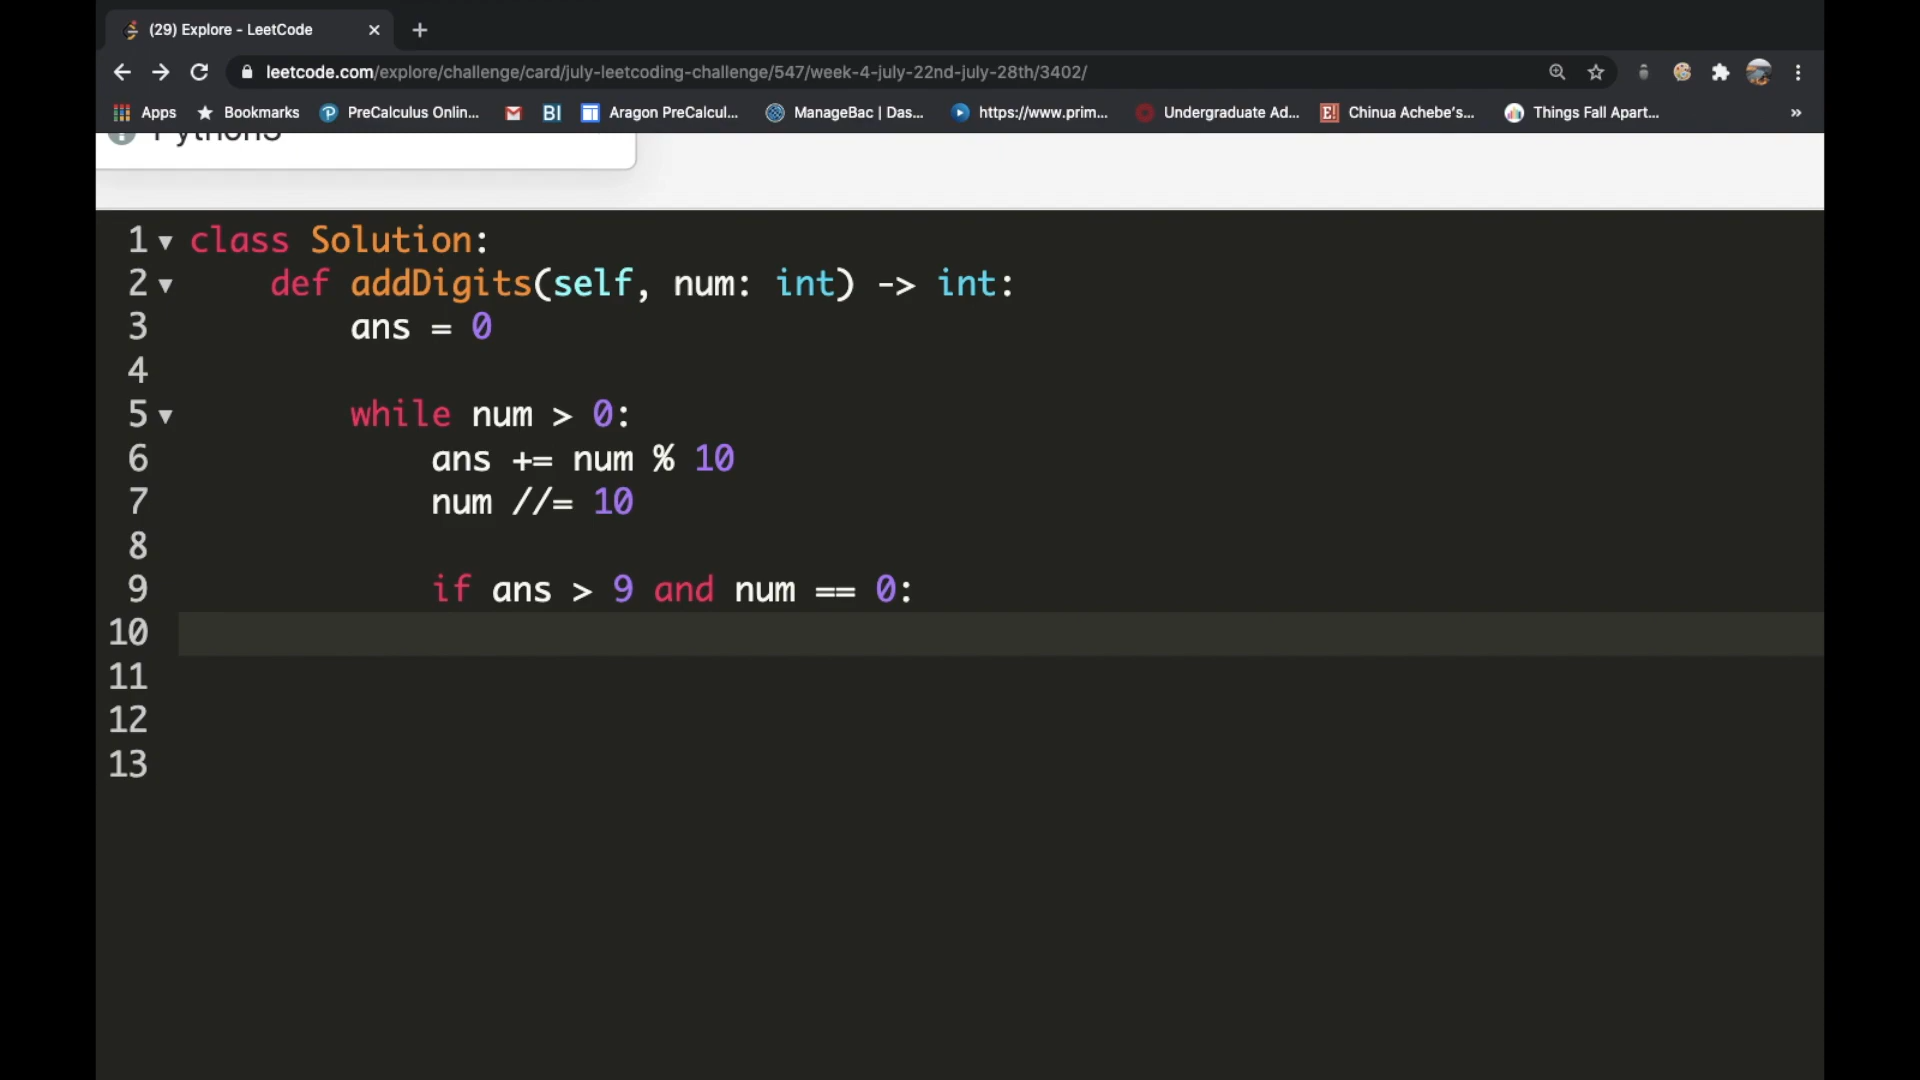 (29) Explore - LeetCode
leetcode.com/explore/challenge/card/july-leetcoding-challenge/547/week-4-july-22nd-july-28th/3402/
Apps Bookmarks PreCalculus Onlin... BI Aragon PreCalcul... ManageBac | Das... https://www.prim... Undergraduate Ad... E! Chinua Achebe's... Things Fall Apart... »
Python3
1 class Solution:
2 def addDigits(self, num: int) -> int:
3 ans = 0
4
5 while num > 0:
6 ans += num % 10
7 num //= 10
8
9 if ans > 9 and num == 0:
10
11
12
13